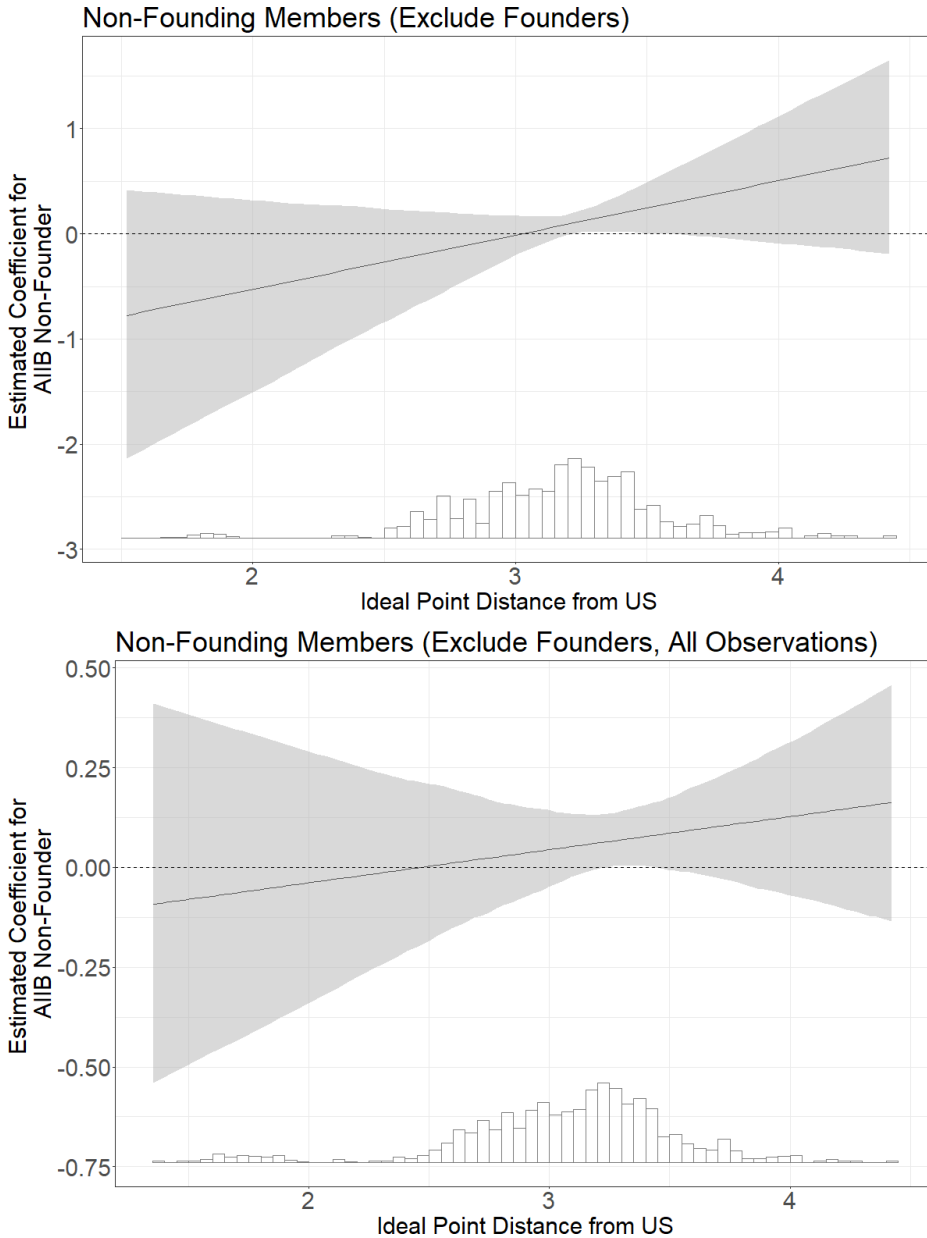 Non-Founding Members (Exclude Founders)
Estimated Coefficient for
AIIB Non-Founder
1
0
-1
-2
-3
2 3 4
Ideal Point Distance from US
Non-Founding Members (Exclude Founders, All Observations)
Estimated Coefficient for
AIIB Non-Founder
0.50
0.25
0.00
-0.25
-0.50
-0.75
2 3 4
Ideal Point Distance from US